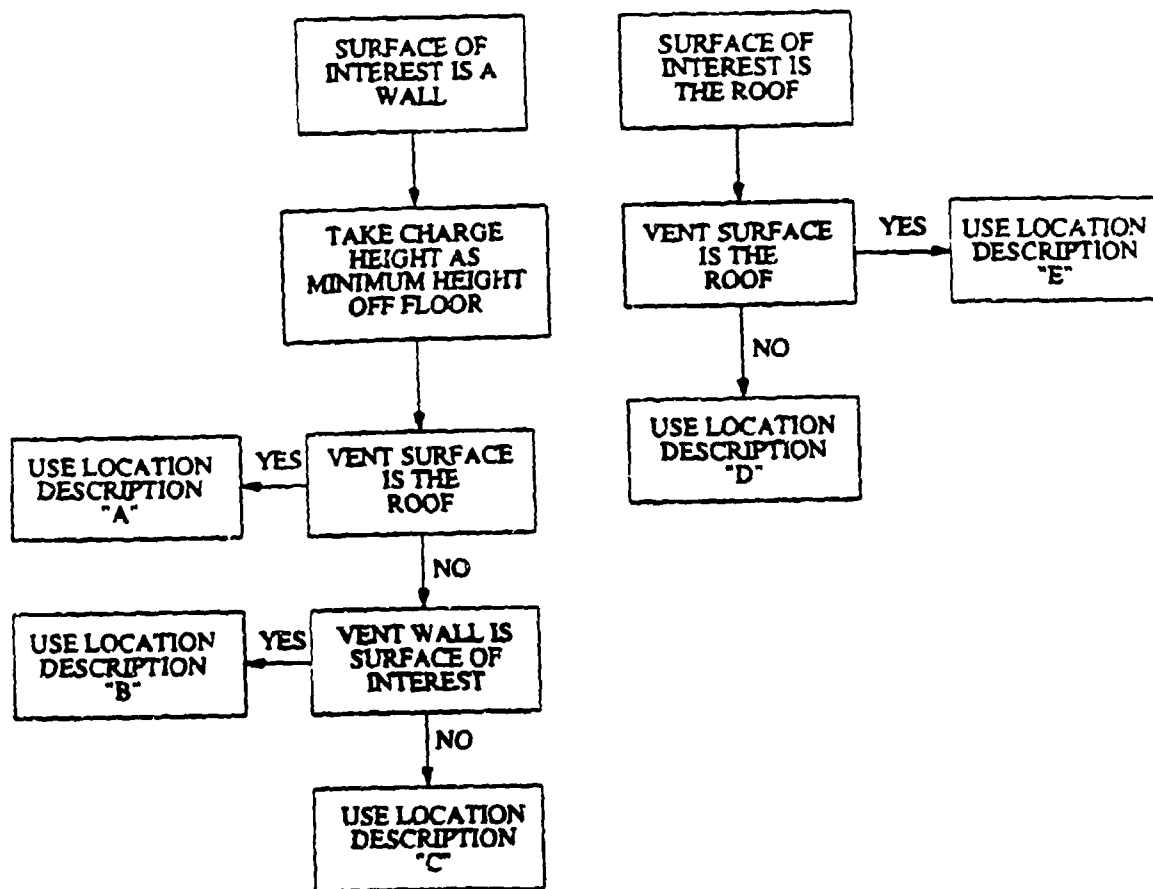 SURFACE OF
INTEREST IS A
WALL
TAKE CHARGE
HEIGHT AS
MINIMUM HEIGHT
OFF FLOOR
VENT SURFACE
IS THE
ROOF
YES
USE LOCATION
DESCRIPTION
"A"
NO
VENT WALL IS
SURFACE OF
INTEREST
YES
USE LOCATION
DESCRIPTION
"B"
NO
USE LOCATION
DESCRIPTION
"C"
SURFACE OF
INTEREST IS
THE ROOF
VENT SURFACE
IS THE
ROOF
YES
USE LOCATION
DESCRIPTION
"E"
NO
USE LOCATION
DESCRIPTION
"D"